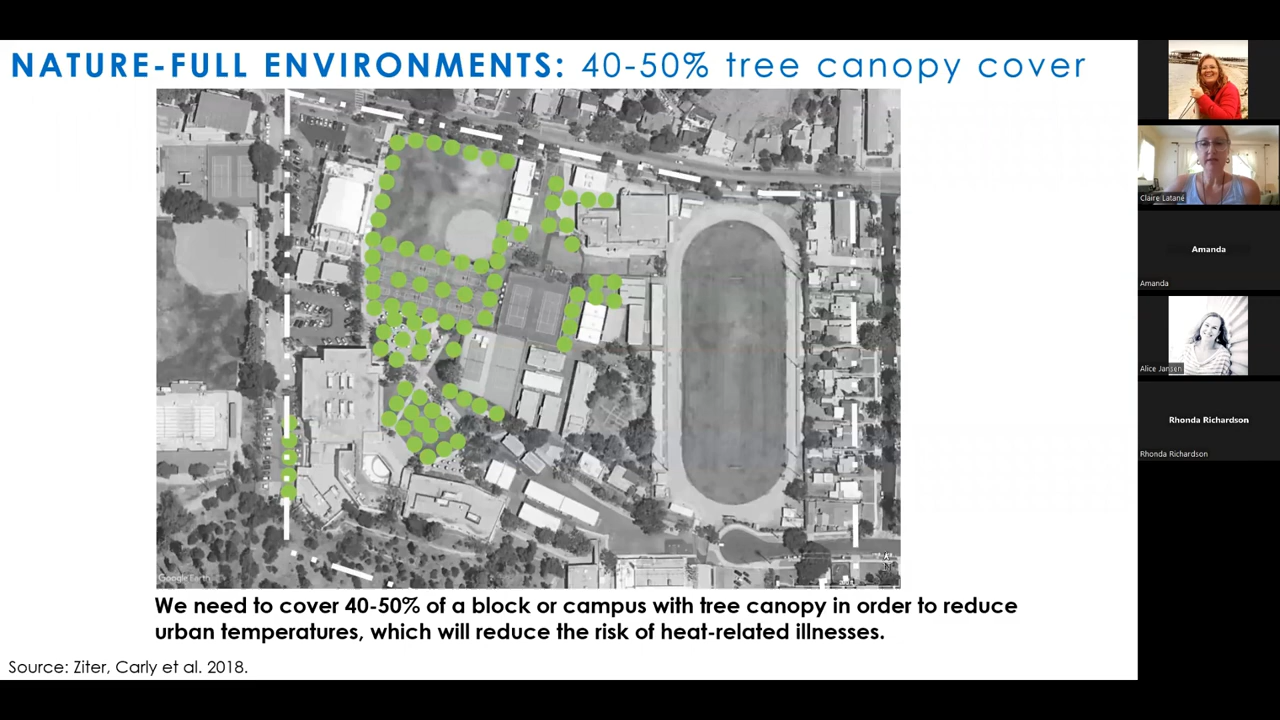 NATURE-FULL ENVIRONMENTS: 40-50% tree canopy cover
Google Earth
We need to cover 40-50% of a block or campus with tree canopy in order to reduce
urban temperatures, which will reduce the risk of heat-related illnesses.
Source: Ziter, Carly et al. 2018.
Claire Latane
Amanda
Amanda
Alice Jansen
Rhonda Richardson
Rhonda Richardson